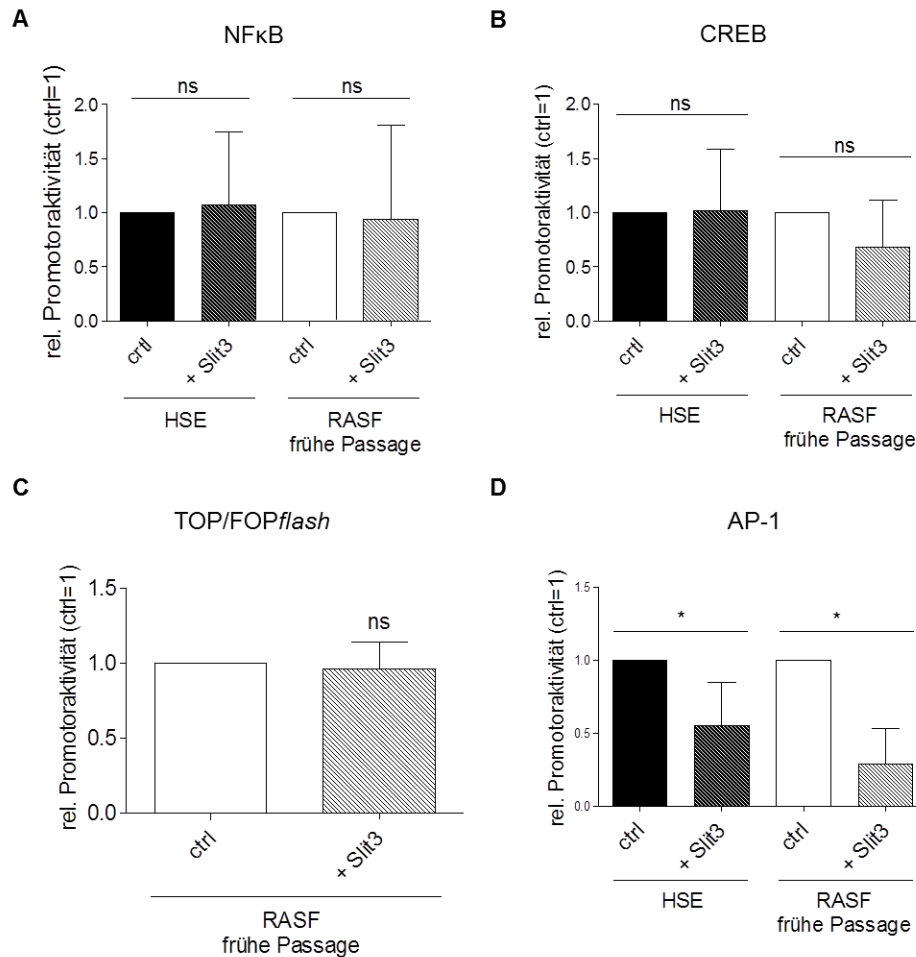 A
NFκB
rel. Promotoraktivität (ctrl=1)
ns
ns
2.0
1.5
1.0
0.5
0.0
crtl
+ Slit3
ctrl
+ Slit3
HSE
RASF
frühe Passage
B
CREB
rel. Promotoraktivität (ctrl=1)
ns
ns
2.0
1.5
1.0
0.5
0.0
crtl
+ Slit3
ctrl
+ Slit3
HSE
RASF
frühe Passage
C
TOP/FOPflash
rel. Promotoraktivität (ctrl=1)
ns
1.5
1.0
0.5
0.0
ctrl
+ Slit3
RASF
frühe Passage
D
AP-1
rel. Promotoraktivität (ctrl=1)
*
*
1.5
1.0
0.5
0.0
ctrl
+ Slit3
ctrl
+ Slit3
HSE
RASF
frühe Passage